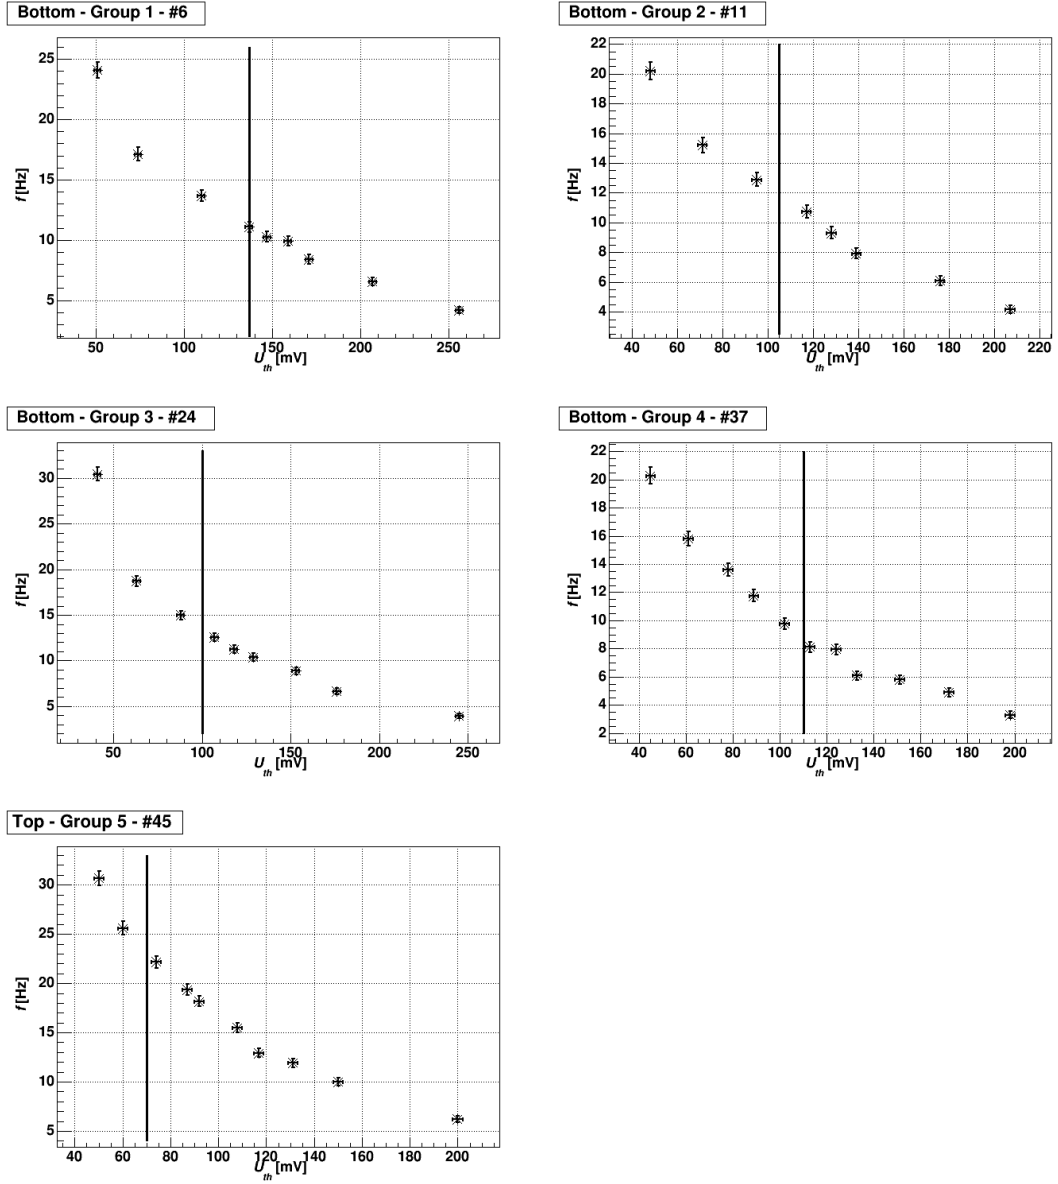 Bottom - Group 1 - #6
f [Hz]
25
20
15
10
5
50 100 150 200 250
U_th [mV]
Bottom - Group 2 - #11
f [Hz]
22
20
18
16
14
12
10
8
6
4
40 60 80 100 120 140 160 180 200 220
U_th [mV]
Bottom - Group 3 - #24
f [Hz]
30
25
20
15
10
5
50 100 150 200 250
U_th [mV]
Bottom - Group 4 - #37
f [Hz]
22
20
18
16
14
12
10
8
6
4
2
40 60 80 100 120 140 160 180 200
U_th [mV]
Top - Group 5 - #45
f [Hz]
30
25
20
15
10
5
40 60 80 100 120 140 160 180 200
U_th [mV]